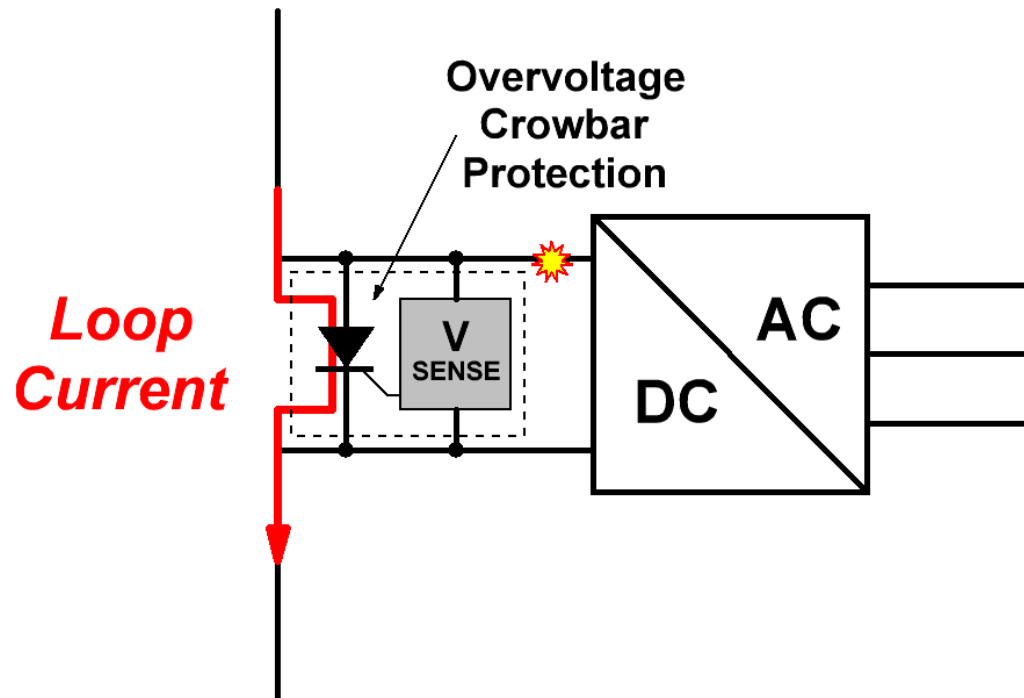 Overvoltage
Crowbar
Protection
Loop
Current
V
SENSE
AC
DC